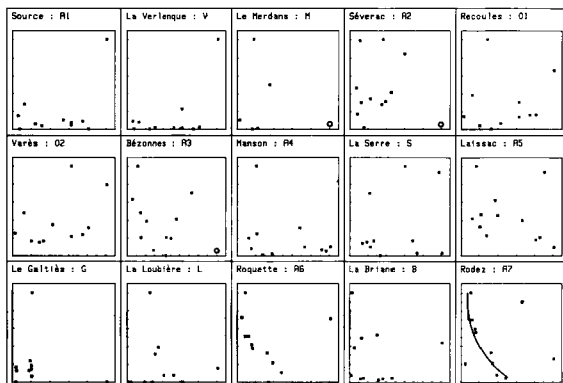 Source : A1
La Verlenque : V
Le Merdans : M
Séverac : A2
Recoules : O1
Varès : O2
Bézonnes : A3
Manson : A4
La Serre : S
Laissac : A5
Le Galtiès : G
La Loubière : L
Roquette : A6
La Briane : B
Rodez : A7